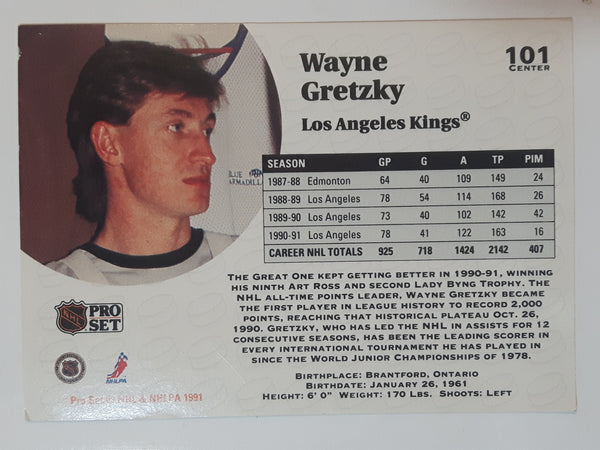 Wayne
Gretzky
101
CENTER
Los Angeles Kings®
SEASON GP G A TP PIM
1987-88 Edmonton 64 40 109 149 24
1988-89 Los Angeles 78 54 114 168 26
1989-90 Los Angeles 73 40 102 142 42
1990-91 Los Angeles 78 41 122 163 16
CAREER NHL TOTALS 925 718 1424 2142 407
THE GREAT ONE KEPT GETTING BETTER IN 1990-91, WINNING
HIS NINTH ART ROSS AND SECOND LADY BYNG TROPHY. THE
NHL ALL-TIME POINTS LEADER, WAYNE GRETZKY BECAME
THE FIRST PLAYER IN LEAGUE HISTORY TO RECORD 2,000
POINTS, REACHING THAT HISTORICAL PLATEAU OCT. 26,
1990. GRETZKY, WHO HAS LED THE NHL IN ASSISTS FOR 12
CONSECUTIVE SEASONS, HAS BEEN THE LEADING SCORER IN
EVERY INTERNATIONAL TOURNAMENT HE HAS PLAYED IN
SINCE THE WORLD JUNIOR CHAMPIONSHIPS OF 1978.
BIRTHPLACE: BRANTFORD, ONTARIO
BIRTHDATE: JANUARY 26, 1961
HEIGHT: 6' 0" WEIGHT: 170 LBS. SHOOTS: LEFT
NHL PRO
SET
NHLPA
Pro Set © NHL & NHLPA 1991